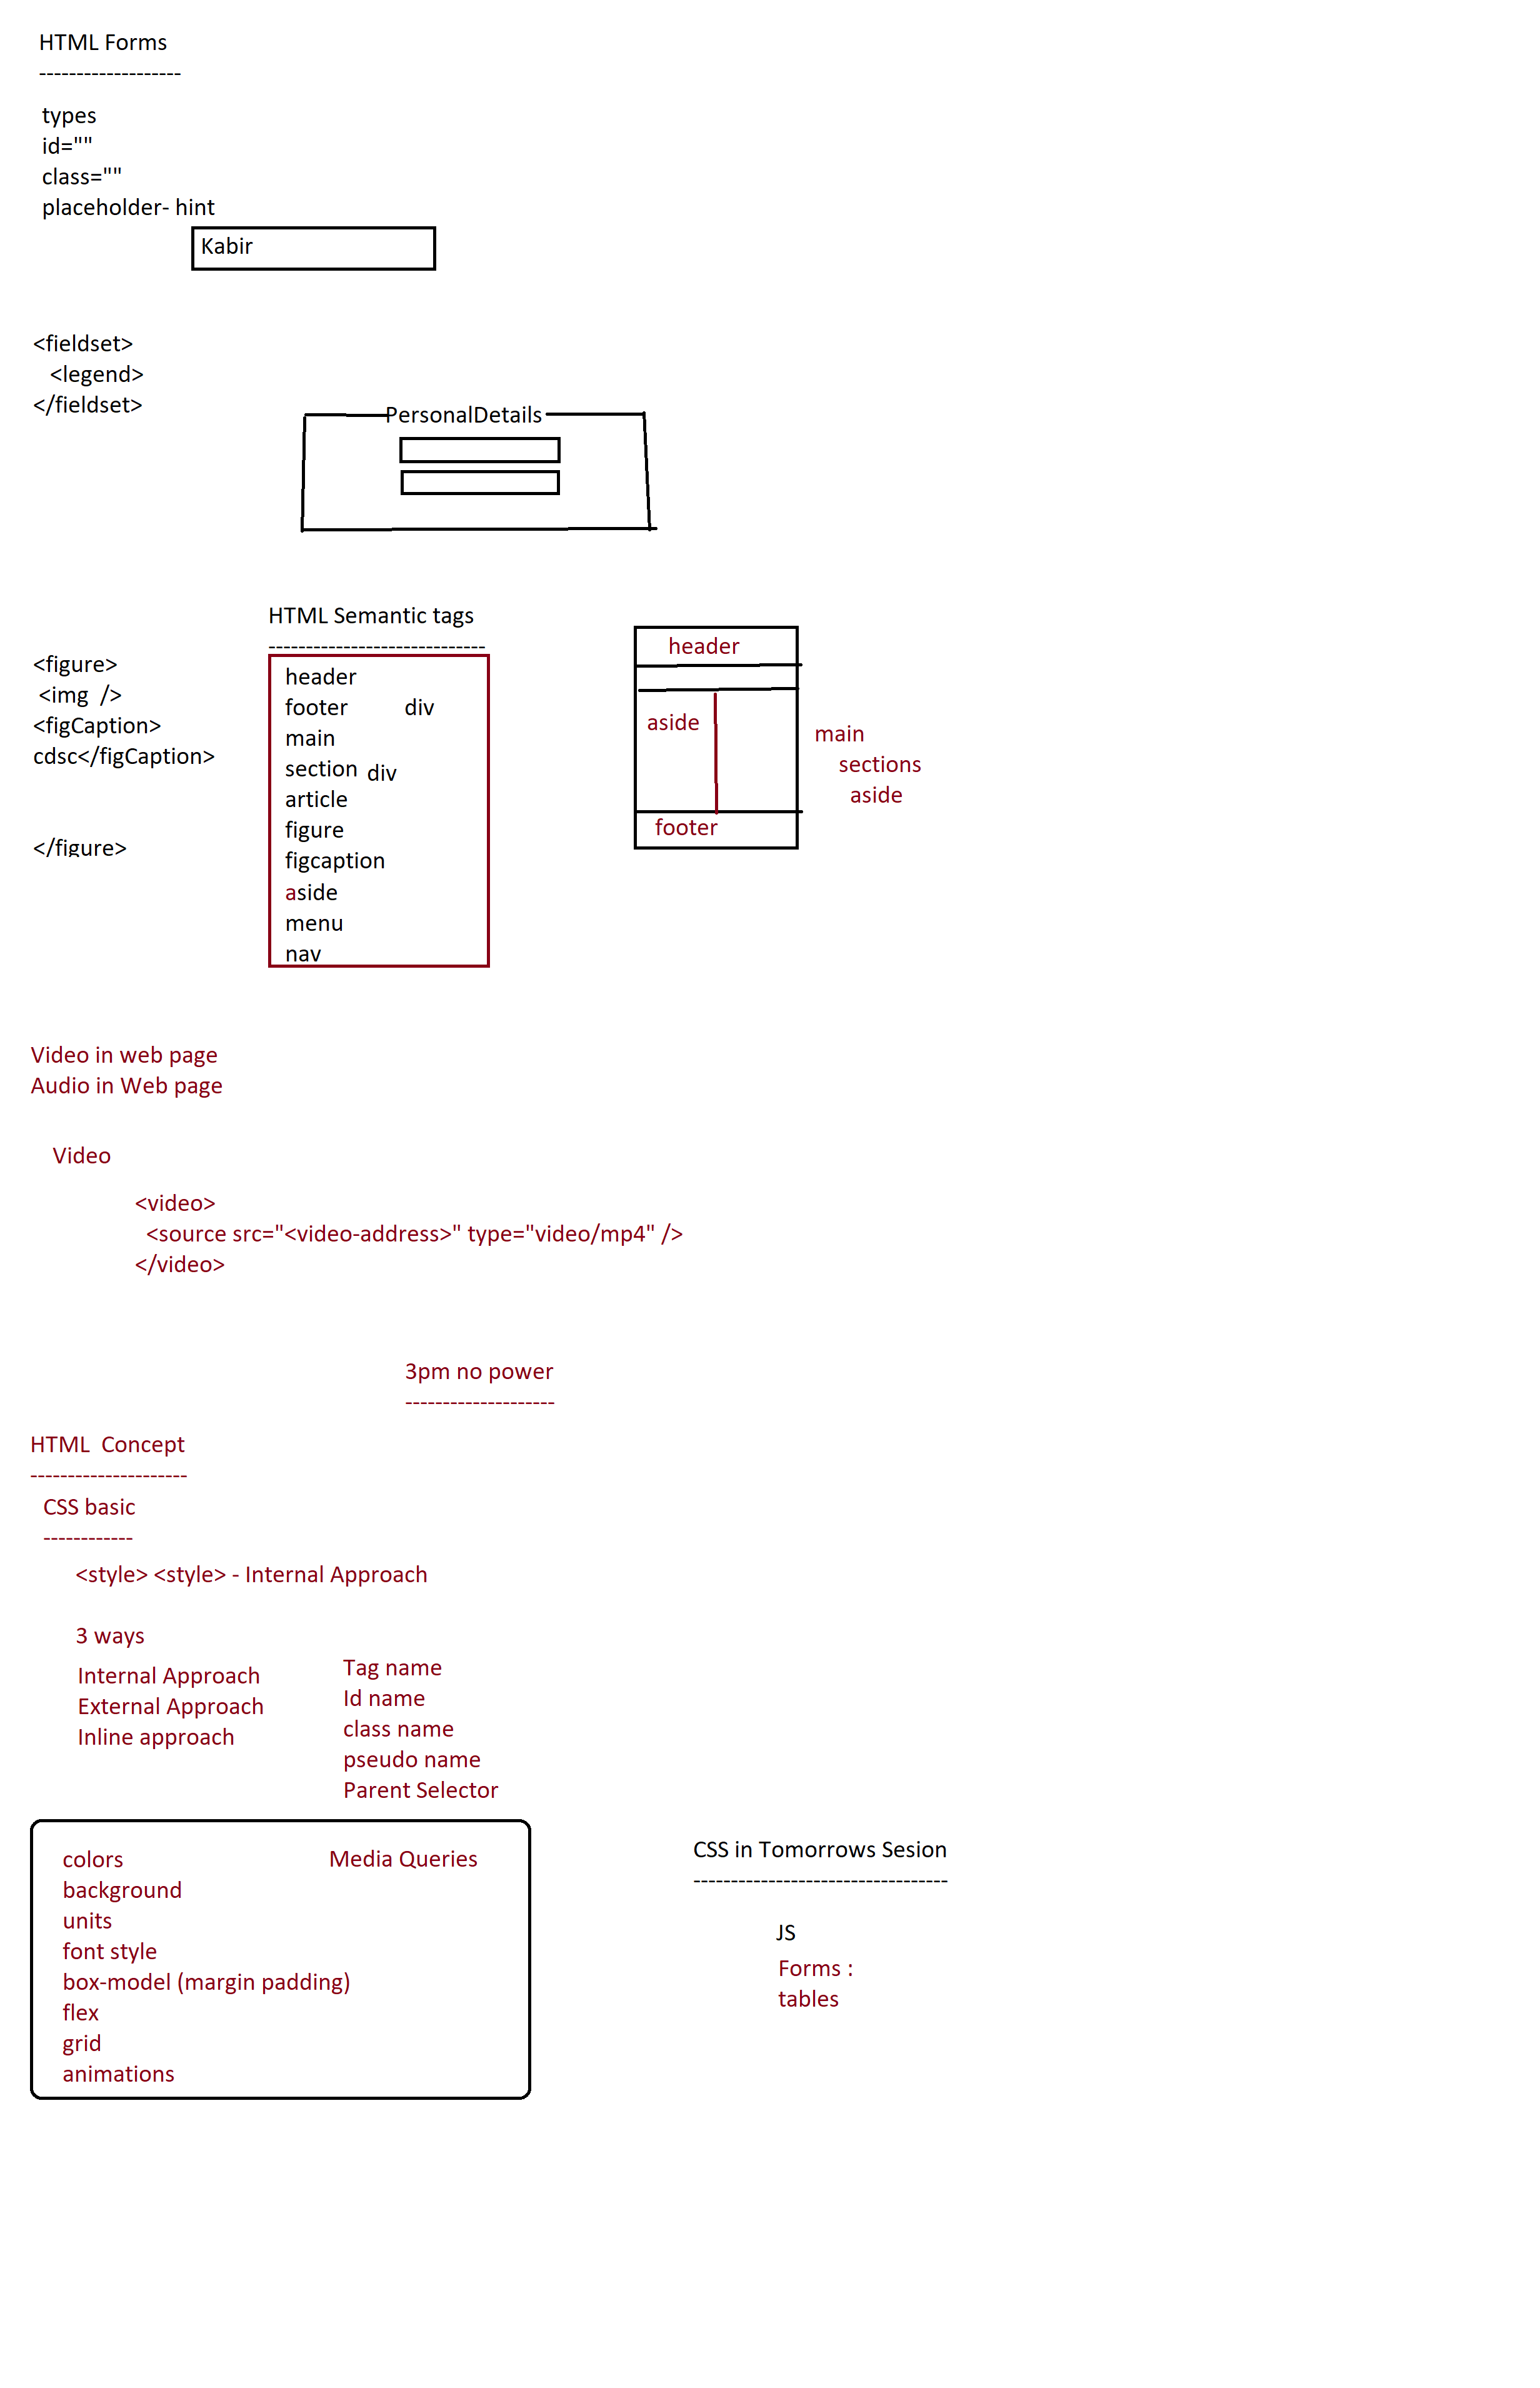 HTML Forms
-------------------
types
id=""
class=""
placeholder- hint
Kabir
<fieldset>
<legend>
</fieldset>
PersonalDetails
HTML Semantic tags
-----------------------------
<figure>
<img  />
<figCaption>
cdsc</figCaption>
</figure>
header
footer
div
main
section
div
article
figure
figcaption
aside
menu
nav
header
aside
footer
main
sections
aside
Video in web page
Audio in Web page
Video
<video>
<source src="<video-address>" type="video/mp4" />
</video>
3pm no power
--------------------
HTML  Concept
---------------------
CSS basic
------------
<style> <style> - Internal Approach
3 ways
Internal Approach
External Approach
Inline approach
Tag name
Id name
class name
pseudo name
Parent Selector
colors
background
units
font style
box-model (margin padding)
flex
grid
animations
Media Queries
CSS in Tomorrows Sesion
----------------------------------
JS
Forms :
tables